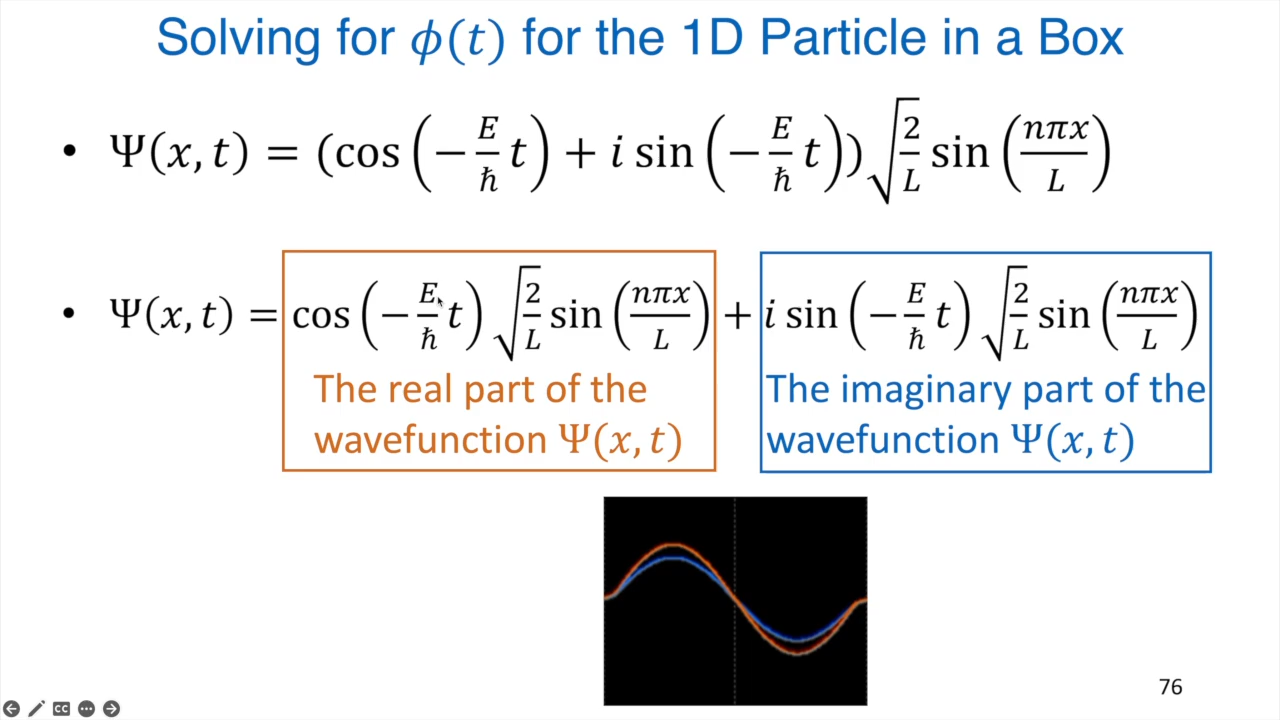 Solving for ϕ(t) for the 1D Particle in a Box
• Ψ(x, t) = (cos(−E/ħ t) + i sin(−E/ħ t))√(2/L) sin(nπx/L)
• Ψ(x, t) = cos(−E/ħ t)√(2/L) sin(nπx/L) + i sin(−E/ħ t)√(2/L) sin(nπx/L)
The real part of the
wavefunction Ψ(x, t)
The imaginary part of the
wavefunction Ψ(x, t)
76
CC